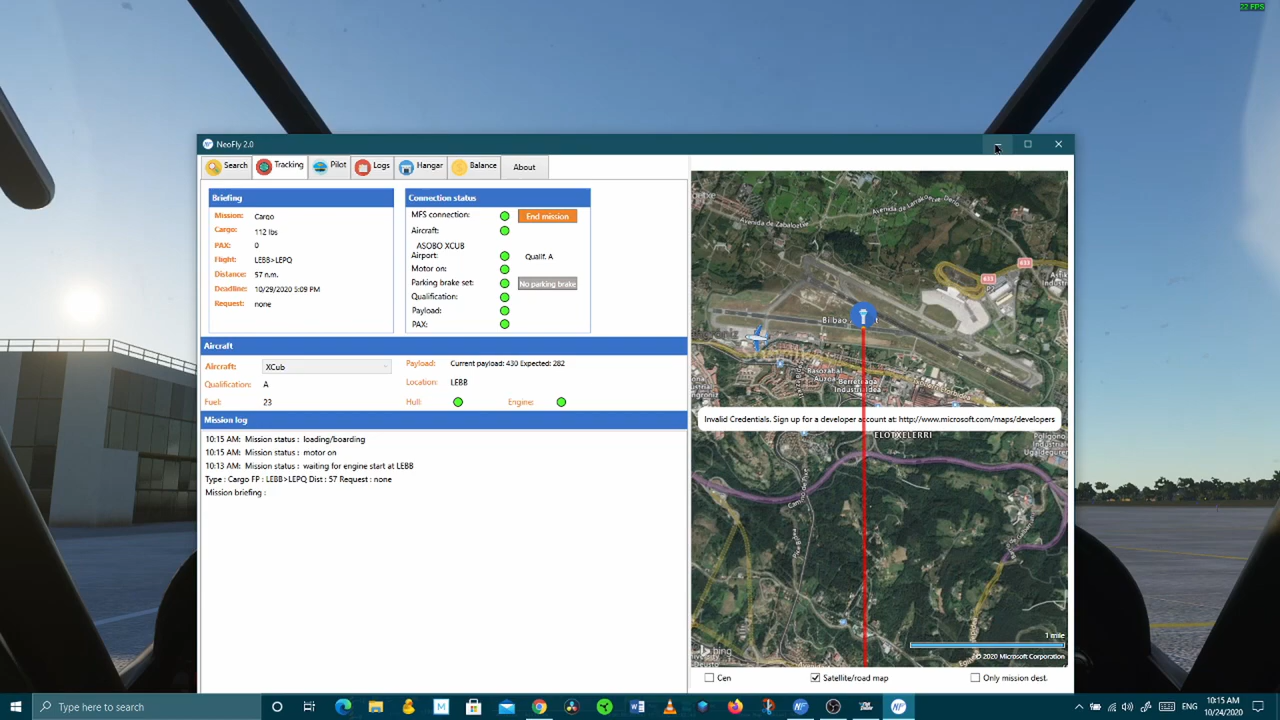 22 FPS
NeoFly 2.0
Search Tracking Pilot Logs Hangar Balance About
Briefing
Mission: Cargo
Cargo: 112 lbs
PAX: 0
Flight: LEBB>LEPQ
Distance: 57 n.m.
Deadline: 10/29/2020 5:09 PM
Request: none
Connection status
MFS connection: End mission
Aircraft:
ASOBO XCUB
Airport: Qualif. A
Motor on:
Parking brake set: No parking brake
Qualification:
Payload:
PAX:
Aircraft
Aircraft: XCub
Qualification: A
Fuel: 23
Payload: Current payload: 430 Expected: 282
Location: LEBB
Hull: Engine:
Mission log
10:15 AM: Mission status : loading/boarding
10:15 AM: Mission status : motor on
10:13 AM: Mission status : waiting for engine start at LEBB
Type : Cargo FP : LEBB>LEPQ Dist : 57 Request : none
Mission briefing :
Avenida de Zabaloetxe
633
633
Invalid Credentials. Sign up for a developer account at: http://www.microsoft.com/maps/developers
ELOTXELERRI
Poligono
Industrial
1 mile
bing
© 2020 Microsoft Corporation
Cen Satellite/road map Only mission dest.
Type here to search
ENG
10:15 AM
10/24/2020